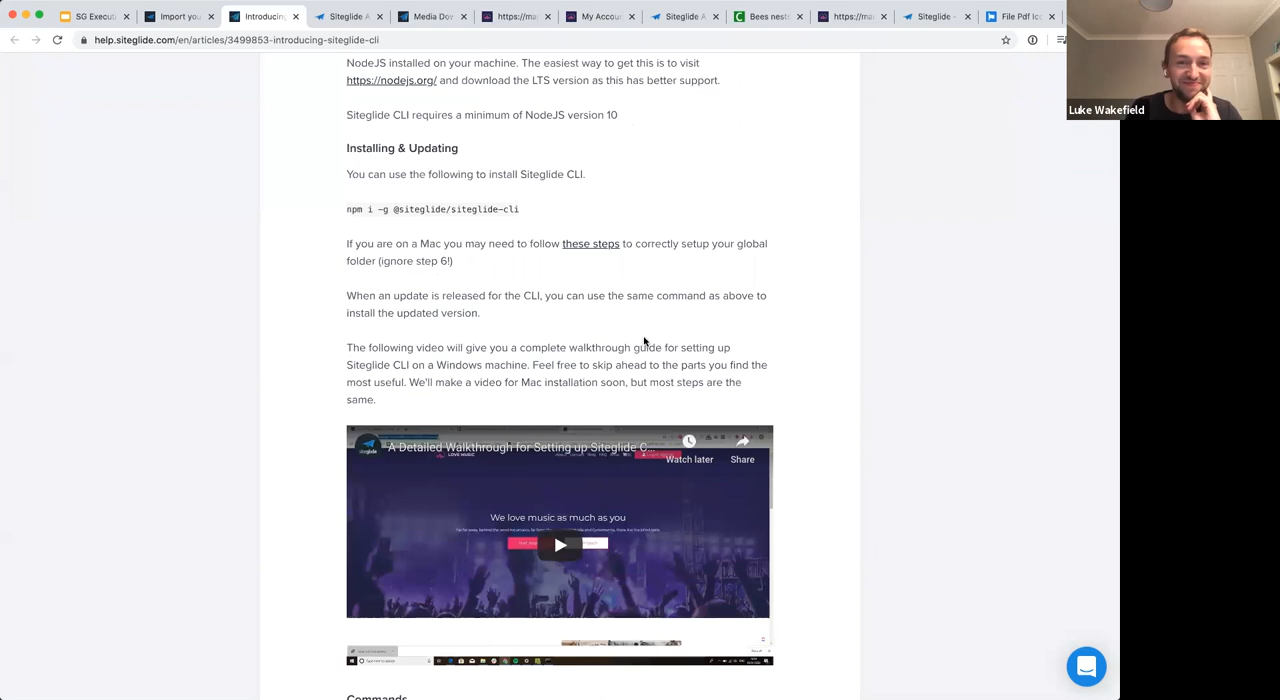 SG Execut
Import you
Introducing
Siteglide A
Media Dow
https://ma
My Accou
Siteglide A
Bees nest
https://ma
Siteglide -
File Pdf Ic
help.siteglide.com/en/articles/3499853-introducing-siteglide-cli
Luke Wakefield
NodeJS installed on your machine. The easiest way to get this is to visit
https://nodejs.org/ and download the LTS version as this has better support.
Siteglide CLI requires a minimum of NodeJS version 10
Installing & Updating
You can use the following to install Siteglide CLI.
npm i -g @siteglide/siteglide-cli
If you are on a Mac you may need to follow these steps to correctly setup your global
folder (ignore step 6!)
When an update is released for the CLI, you can use the same command as above to
install the updated version.
The following video will give you a complete walkthrough guide for setting up
Siteglide CLI on a Windows machine. Feel free to skip ahead to the parts you find the
most useful. We'll make a video for Mac installation soon, but most steps are the
same.
A Detailed Walkthrough for Setting up Siteglide C...
Watch later
Share
LOVE MUSIC
We love music as much as you
Commands